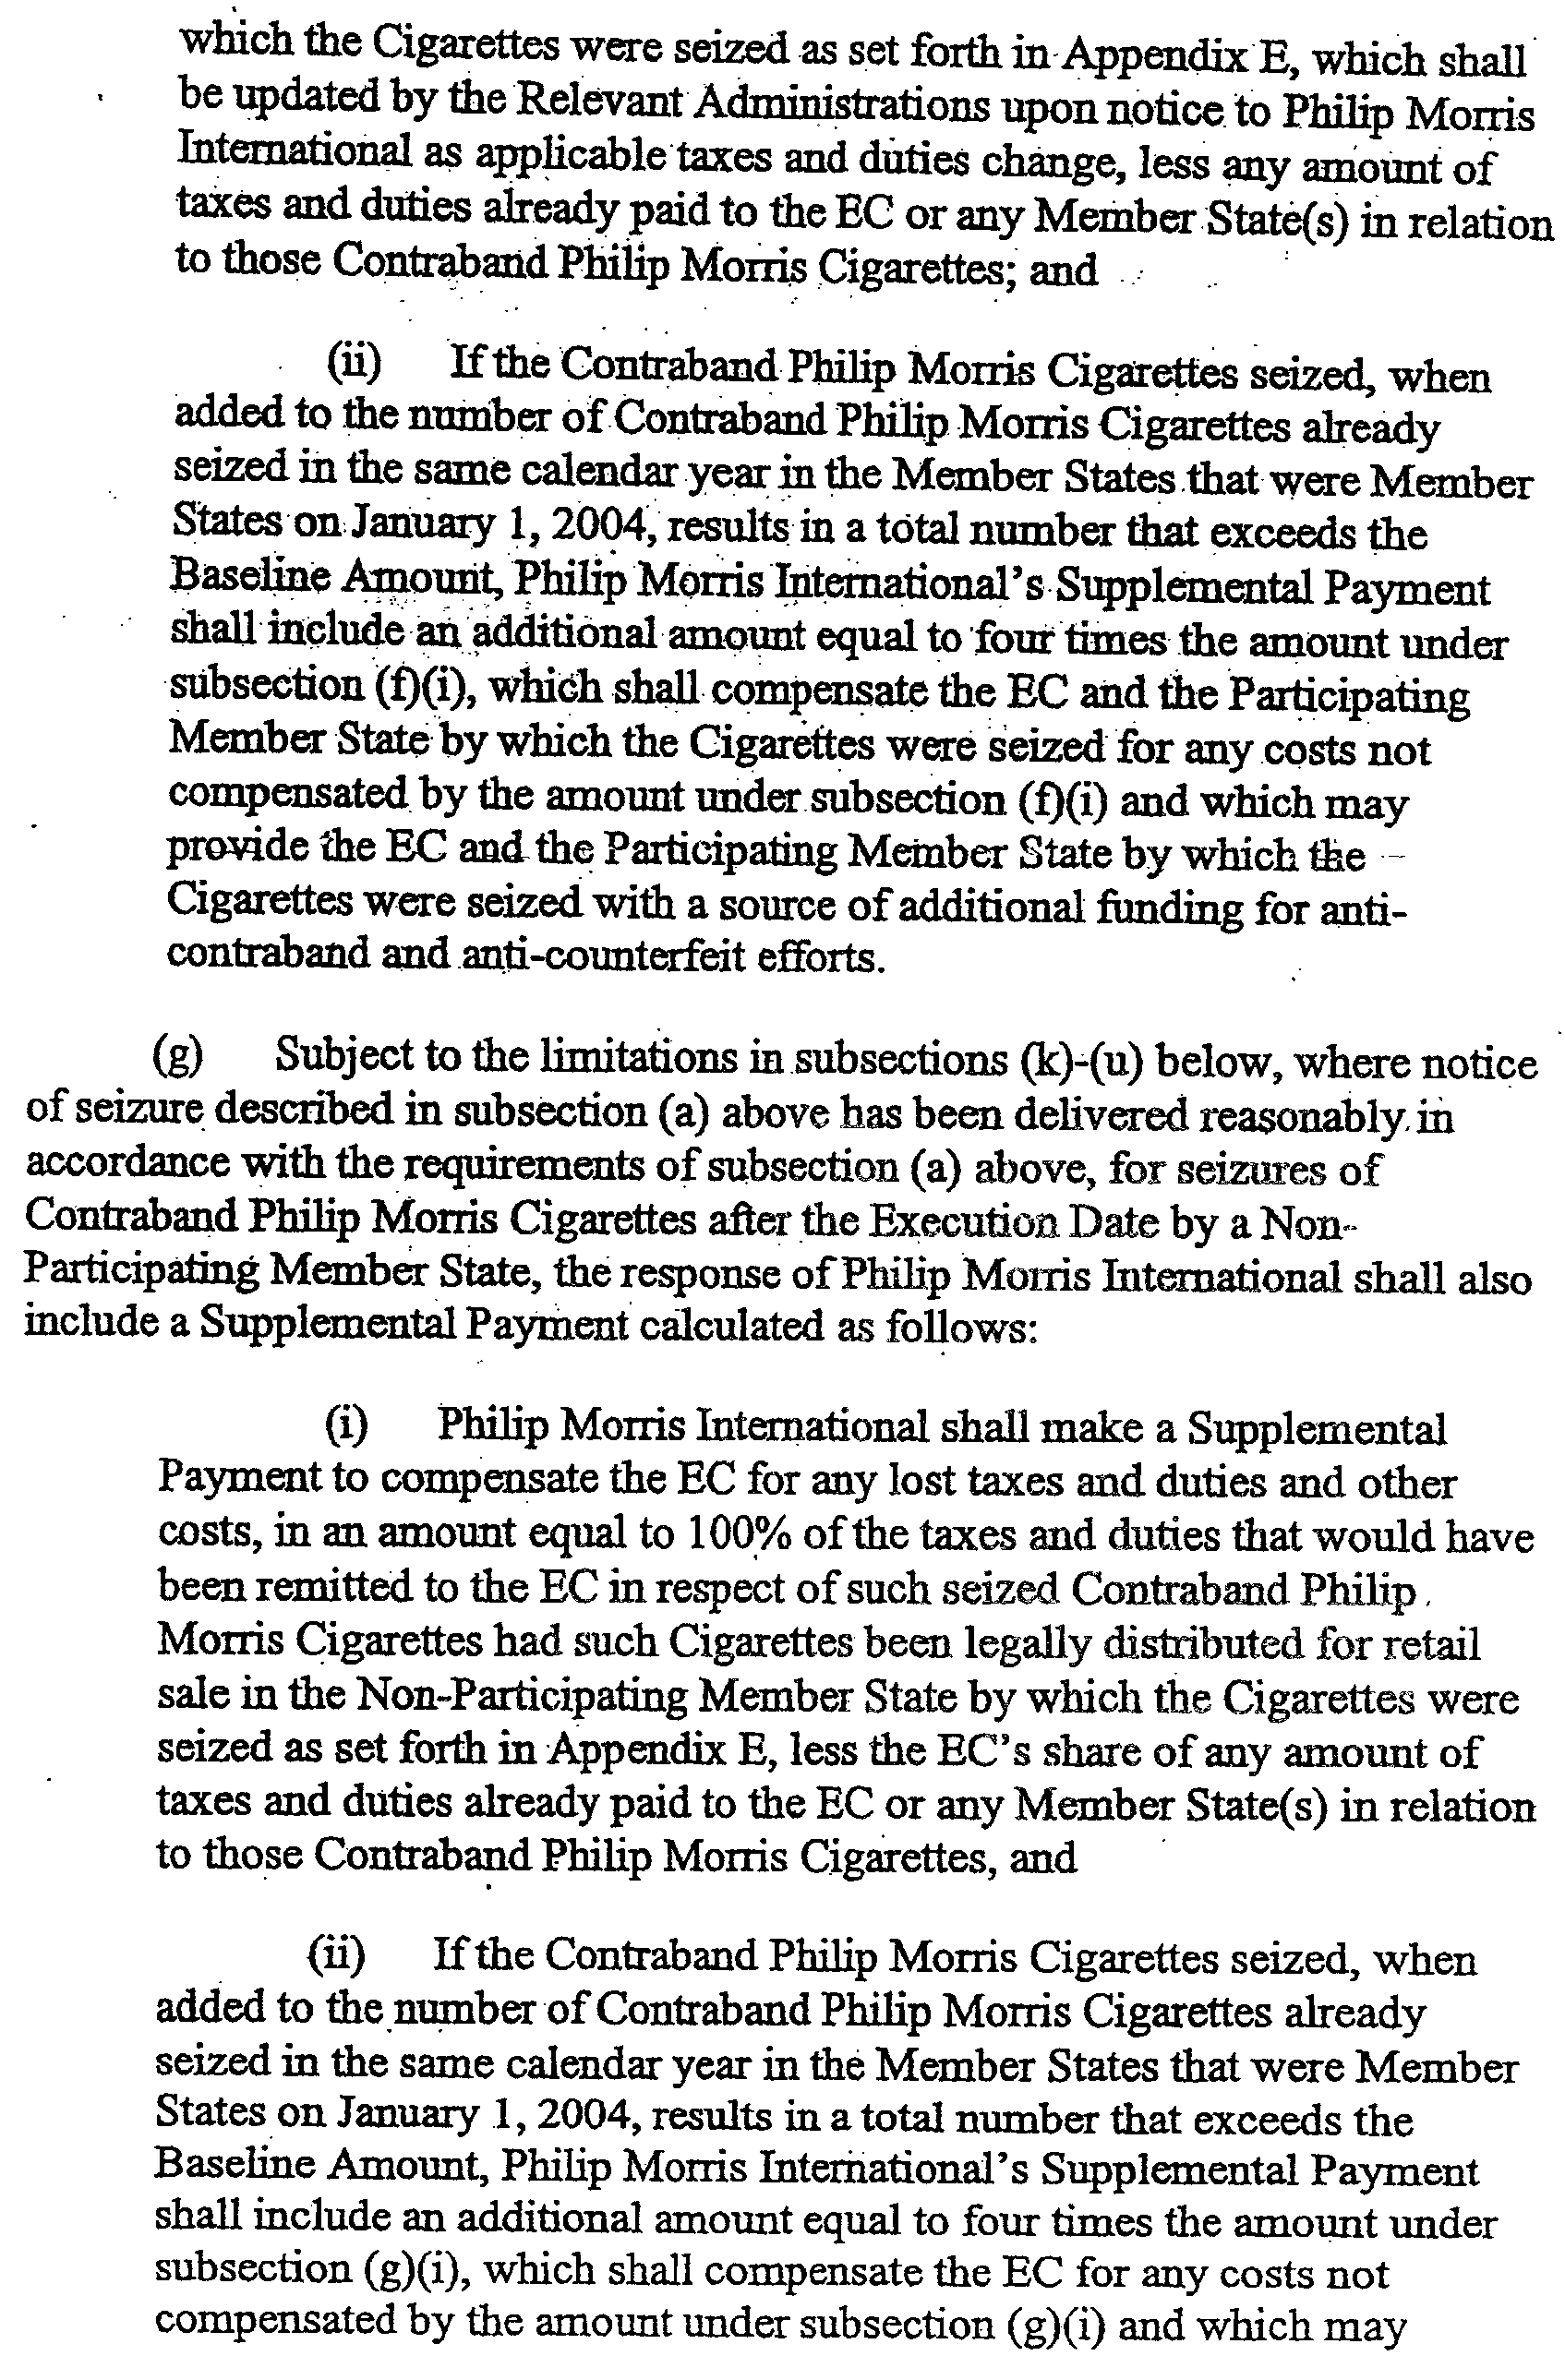 which the Cigarettes were seized as set forth in Appendix E, which shall
be updated by the Relevant Administrations upon notice to Philip Morris
International as applicable taxes and duties change, less any amount of
taxes and duties already paid to the EC or any Member State(s) in relation
to those Contraband Philip Morris Cigarettes; and
(ii) If the Contraband Philip Morris Cigarettes seized, when
added to the number of Contraband Philip Morris Cigarettes already
seized in the same calendar year in the Member States that were Member
States on January 1, 2004, results in a total number that exceeds the
Baseline Amount, Philip Morris International's Supplemental Payment
shall include an additional amount equal to four times the amount under
subsection (f)(i), which shall compensate the EC and the Participating
Member State by which the Cigarettes were seized for any costs not
compensated by the amount under subsection (f)(i) and which may
provide the EC and the Participating Member State by which the
Cigarettes were seized with a source of additional funding for anti-
contraband and anti-counterfeit efforts.
(g) Subject to the limitations in subsections (k)-(u) below, where notice
of seizure described in subsection (a) above has been delivered reasonably in
accordance with the requirements of subsection (a) above, for seizures of
Contraband Philip Morris Cigarettes after the Execution Date by a Non-
Participating Member State, the response of Philip Morris International shall also
include a Supplemental Payment calculated as follows:
(i) Philip Morris International shall make a Supplemental
Payment to compensate the EC for any lost taxes and duties and other
costs, in an amount equal to 100% of the taxes and duties that would have
been remitted to the EC in respect of such seized Contraband Philip
Morris Cigarettes had such Cigarettes been legally distributed for retail
sale in the Non-Participating Member State by which the Cigarettes were
seized as set forth in Appendix E, less the EC's share of any amount of
taxes and duties already paid to the EC or any Member State(s) in relation
to those Contraband Philip Morris Cigarettes, and
(ii) If the Contraband Philip Morris Cigarettes seized, when
added to the number of Contraband Philip Morris Cigarettes already
seized in the same calendar year in the Member States that were Member
States on January 1, 2004, results in a total number that exceeds the
Baseline Amount, Philip Morris International's Supplemental Payment
shall include an additional amount equal to four times the amount under
subsection (g)(i), which shall compensate the EC for any costs not
compensated by the amount under subsection (g)(i) and which may